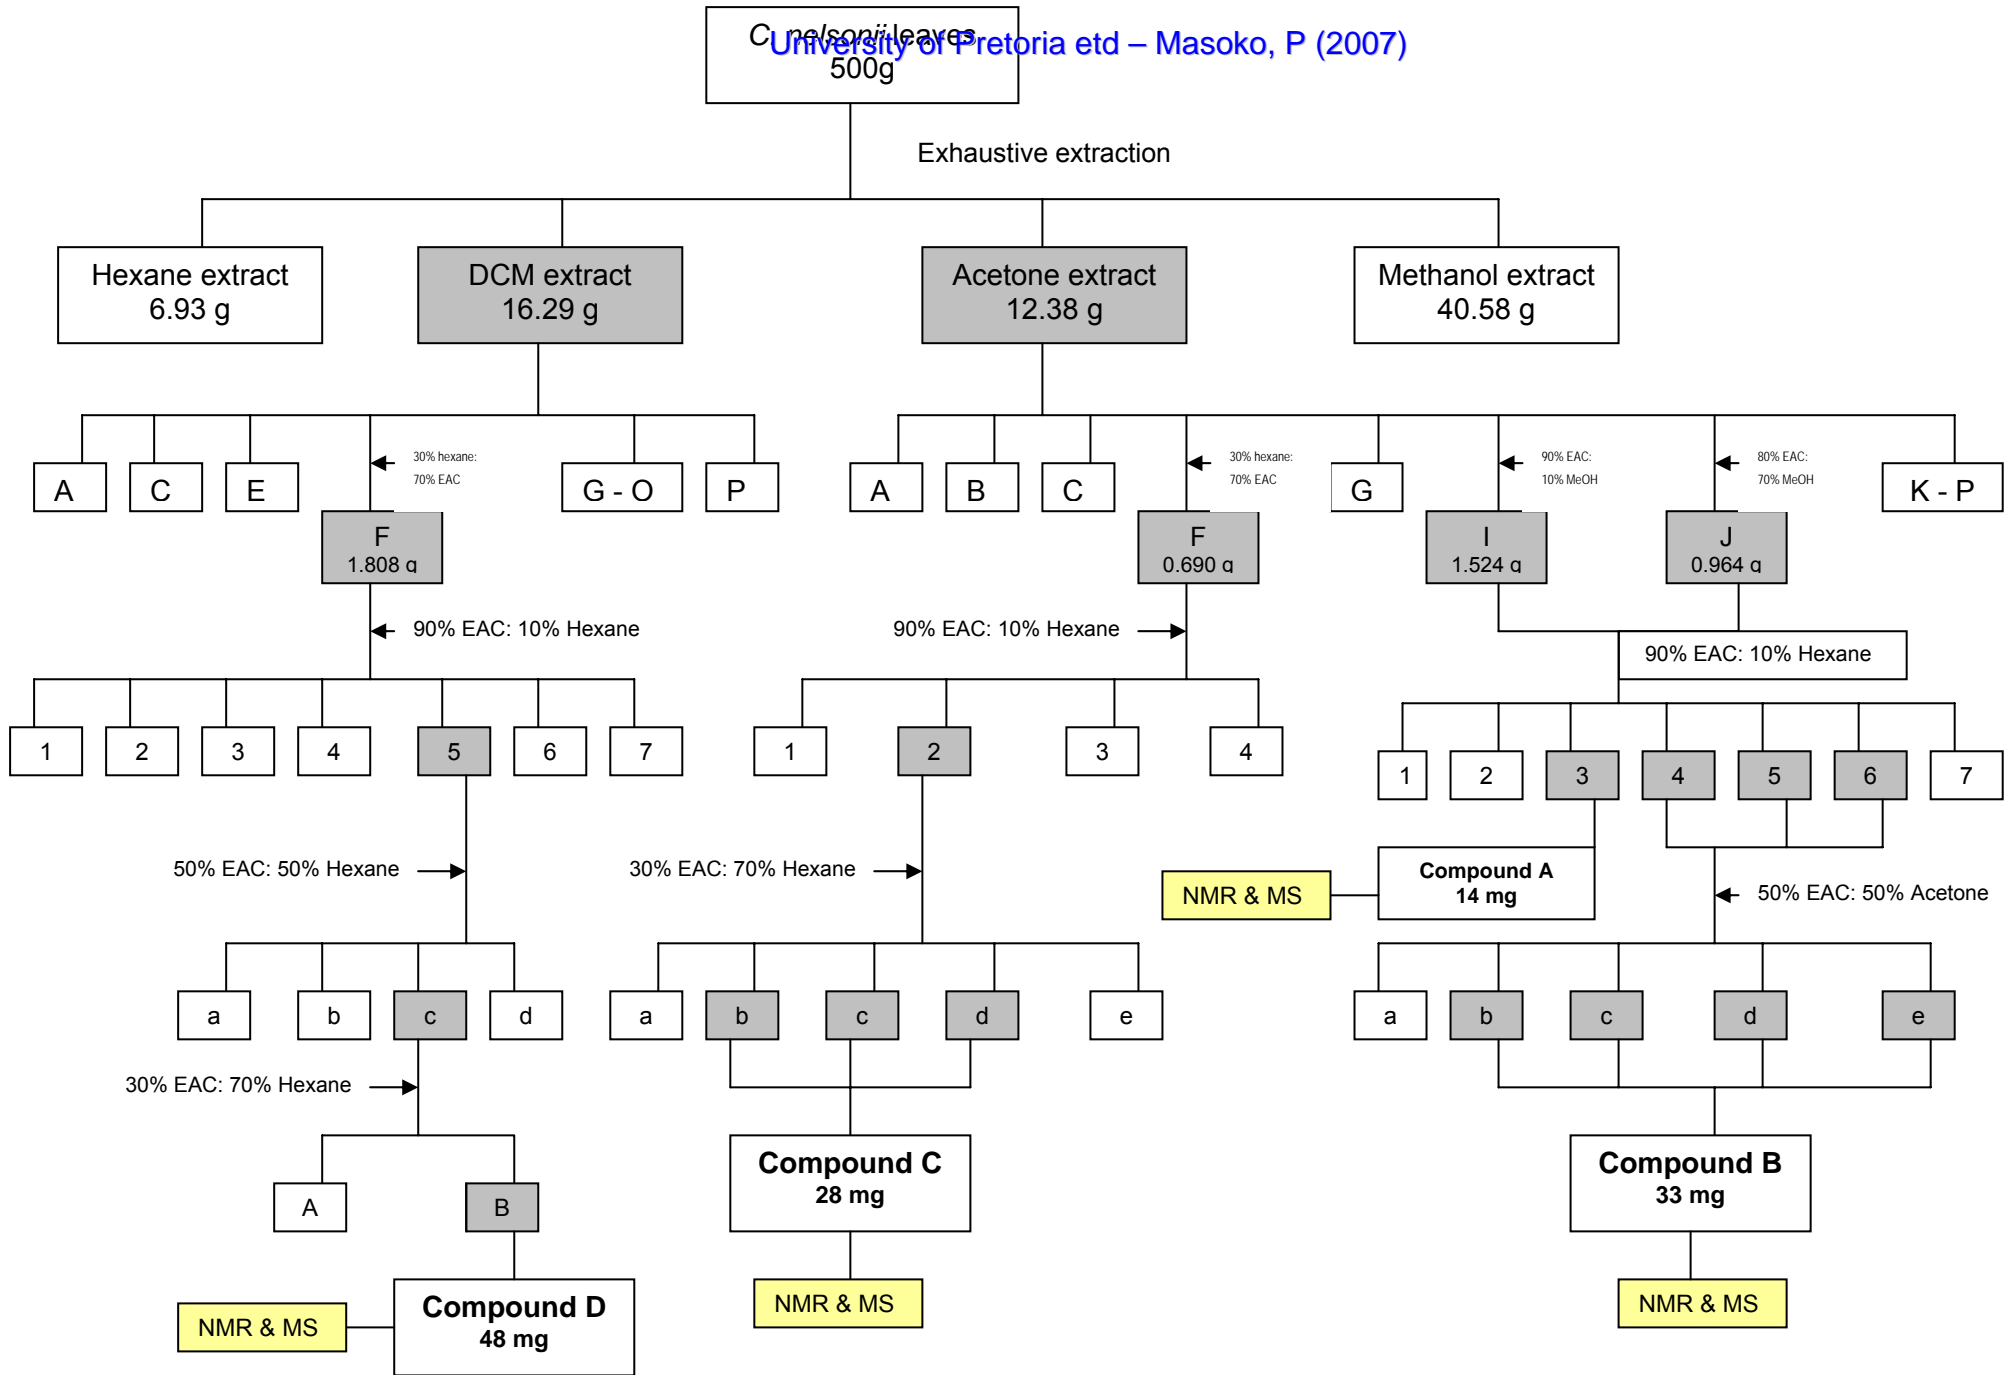 C. nelsonii leaves
500g
University of Pretoria etd – Masoko, P (2007)
Exhaustive extraction
Hexane extract
6.93 g
DCM extract
16.29 g
Acetone extract
12.38 g
Methanol extract
40.58 g
A
C
E
30% hexane:
70% EAC
G - O
P
A
B
C
30% hexane:
70% EAC
G
90% EAC:
10% MeOH
80% EAC:
70% MeOH
K - P
F
1.808 g
F
0.690 g
I
1.524 g
J
0.964 g
90% EAC: 10% Hexane
90% EAC: 10% Hexane
90% EAC: 10% Hexane
1
2
3
4
5
6
7
1
2
3
4
1
2
3
4
5
6
7
50% EAC: 50% Hexane
30% EAC: 70% Hexane
NMR & MS
Compound A
14 mg
50% EAC: 50% Acetone
a
b
c
d
a
b
c
d
e
a
b
c
d
e
30% EAC: 70% Hexane
A
B
Compound C
28 mg
Compound B
33 mg
NMR & MS
Compound D
48 mg
NMR & MS
NMR & MS